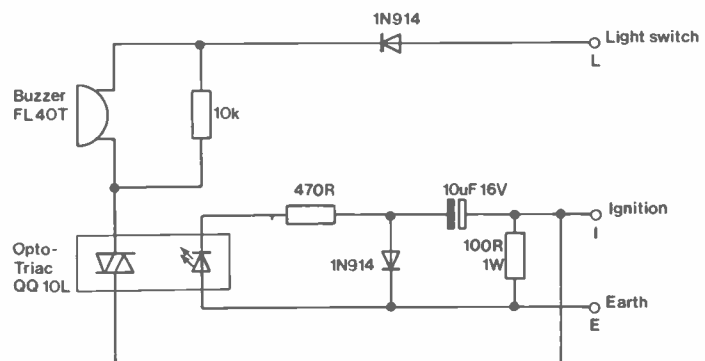 1N914
Light switch
L
Buzzer
FL40T
10k
470R
10uF 16V
Ignition
I
Opto-
Triac
QQ 10L
1N914
100R
1W
Earth
E